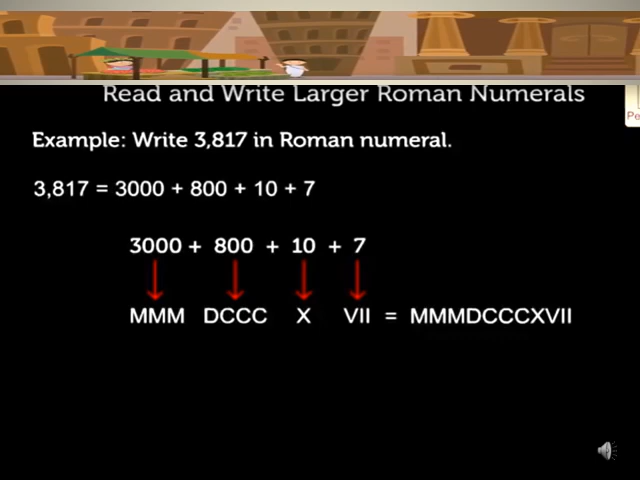 Read and Write Larger Roman Numerals
Example: Write 3,817 in Roman numeral.
3,817 = 3000 + 800 + 10 + 7
3000 + 800 + 10 + 7
MMM DCCC X VII = MMMDCCCXVII